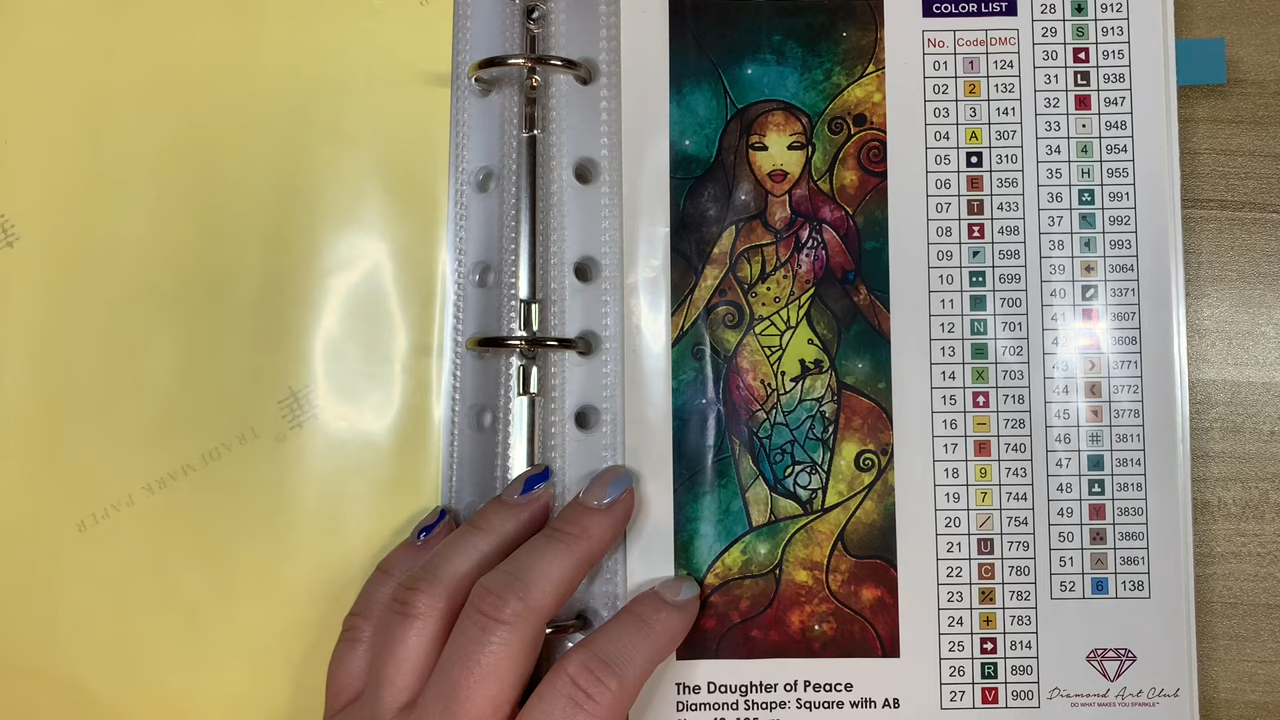 華
華® TRADEMARK PAPER
COLOR LIST
No. Code DMC
01 1 124
02 2 132
03 3 141
04 A 307
05 310
06 E 356
07 T 433
08 498
09 598
10 699
11 P 700
12 N 701
13 = 702
14 X 703
15 718
16 − 728
17 F 740
18 9 743
19 7 744
20 / 754
21 U 779
22 C 780
23 % 782
24 + 783
25 814
26 R 890
27 V 900
28 912
29 S 913
30 915
31 L 938
32 K 947
33 948
34 4 954
35 H 955
36 991
37 992
38 993
39 3064
40 3371
41 3607
42 3608
43 3771
44 3772
45 3778
46 # 3811
47 3814
48 3818
49 Y 3830
50 3860
51 ^ 3861
52 6 138
The Daughter of Peace
Diamond Shape: Square with AB
Diamond Art Club
DO WHAT MAKES YOU SPARKLE™